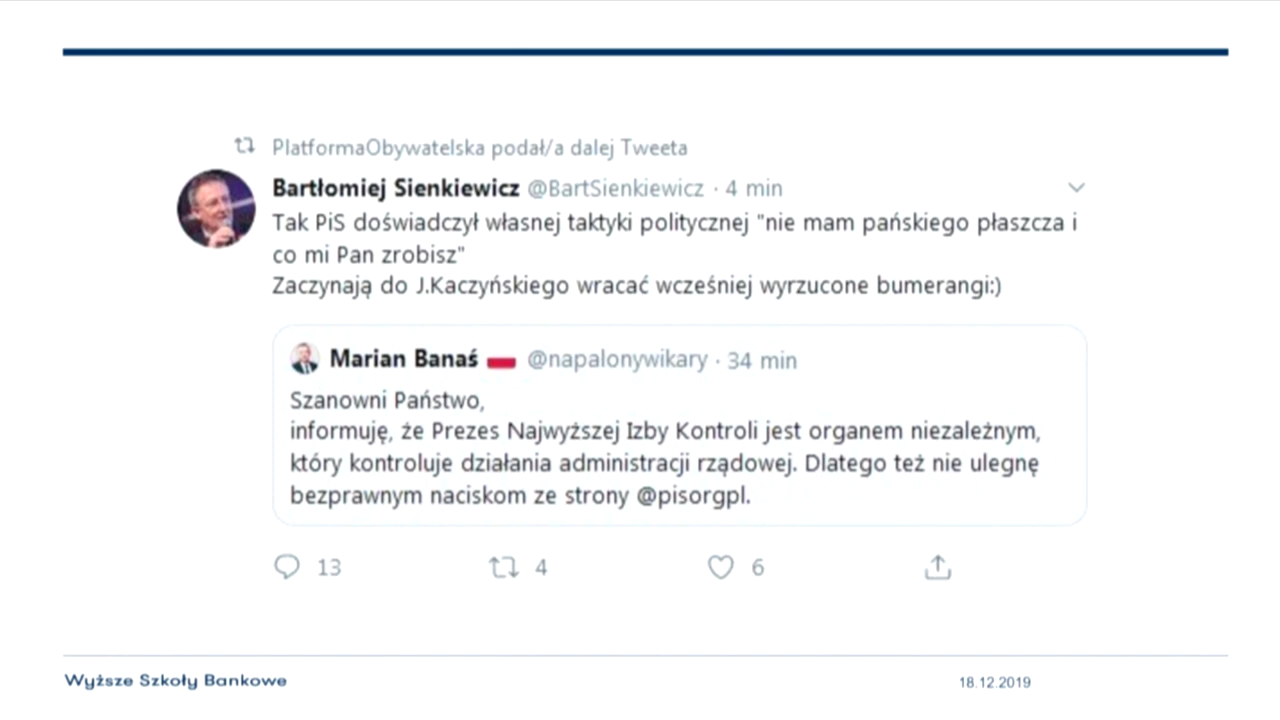 PlatformaObywatelska podał/a dalej Tweeta
Bartłomiej Sienkiewicz @BartSienkiewicz · 4 min
Tak PiS doświadczył własnej taktyki politycznej "nie mam pańskiego płaszcza i
co mi Pan zrobisz"
Zaczynają do J.Kaczyńskiego wracać wcześniej wyrzucone bumerangi:)
Marian Banaś @napalonywikary · 34 min
Szanowni Państwo,
informuję, że Prezes Najwyższej Izby Kontroli jest organem niezależnym,
który kontroluje działania administracji rządowej. Dlatego też nie ulegnę
bezprawnym naciskom ze strony @pisorgpl.
13 4 6
Wyższe Szkoły Bankowe 18.12.2019